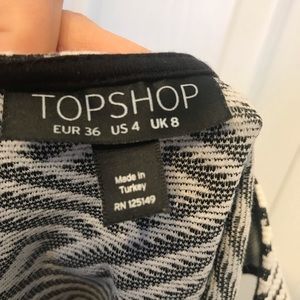 TOPSHOP
EUR 36 US 4 UK 8
Made in
Turkey
RN 125149